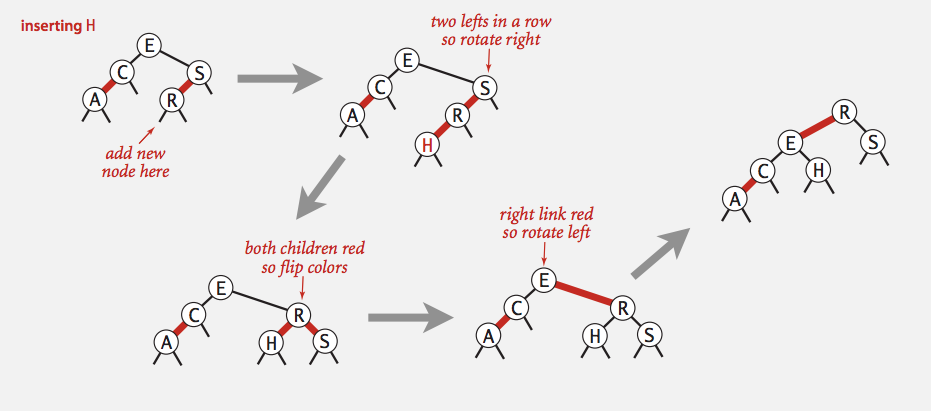 inserting H
E
C
S
A
R
add new
node here
two lefts in a row
so rotate right
E
C
S
A
R
H
both children red
so flip colors
E
C
R
A
H
S
right link red
so rotate left
E
C
R
A
H
S
R
E
S
C
H
A